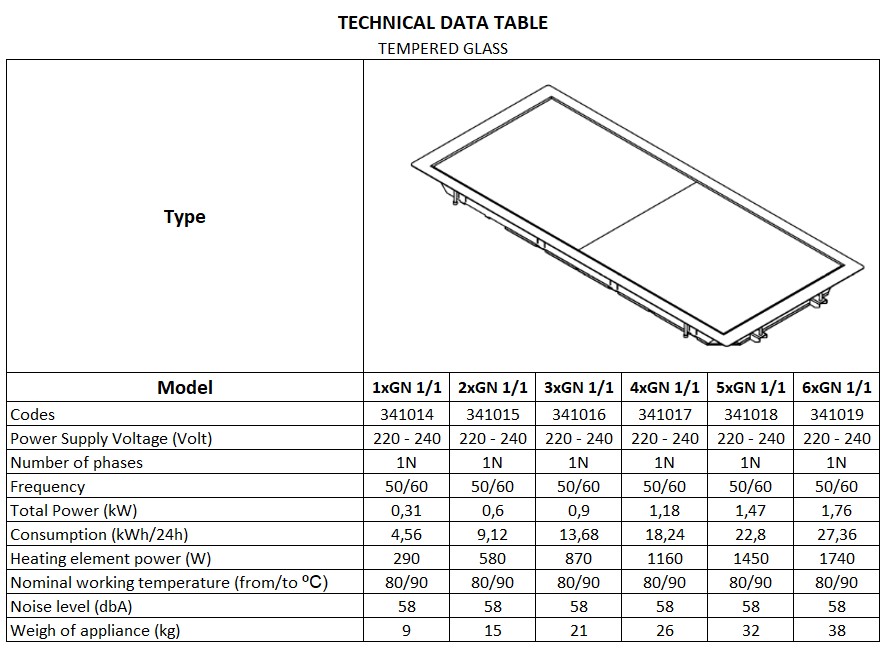 TECHNICAL DATA TABLE
TEMPERED GLASS
Type
Model 1xGN 1/1 2xGN 1/1 3xGN 1/1 4xGN 1/1 5xGN 1/1 6xGN 1/1
Codes 341014 341015 341016 341017 341018 341019
Power Supply Voltage (Volt) 220 - 240 220 - 240 220 - 240 220 - 240 220 - 240 220 - 240
Number of phases 1N 1N 1N 1N 1N 1N
Frequency 50/60 50/60 50/60 50/60 50/60 50/60
Total Power (kW) 0,31 0,6 0,9 1,18 1,47 1,76
Consumption (kWh/24h) 4,56 9,12 13,68 18,24 22,8 27,36
Heating element power (W) 290 580 870 1160 1450 1740
Nominal working temperature (from/to ºC) 80/90 80/90 80/90 80/90 80/90 80/90
Noise level (dbA) 58 58 58 58 58 58
Weigh of appliance (kg) 9 15 21 26 32 38